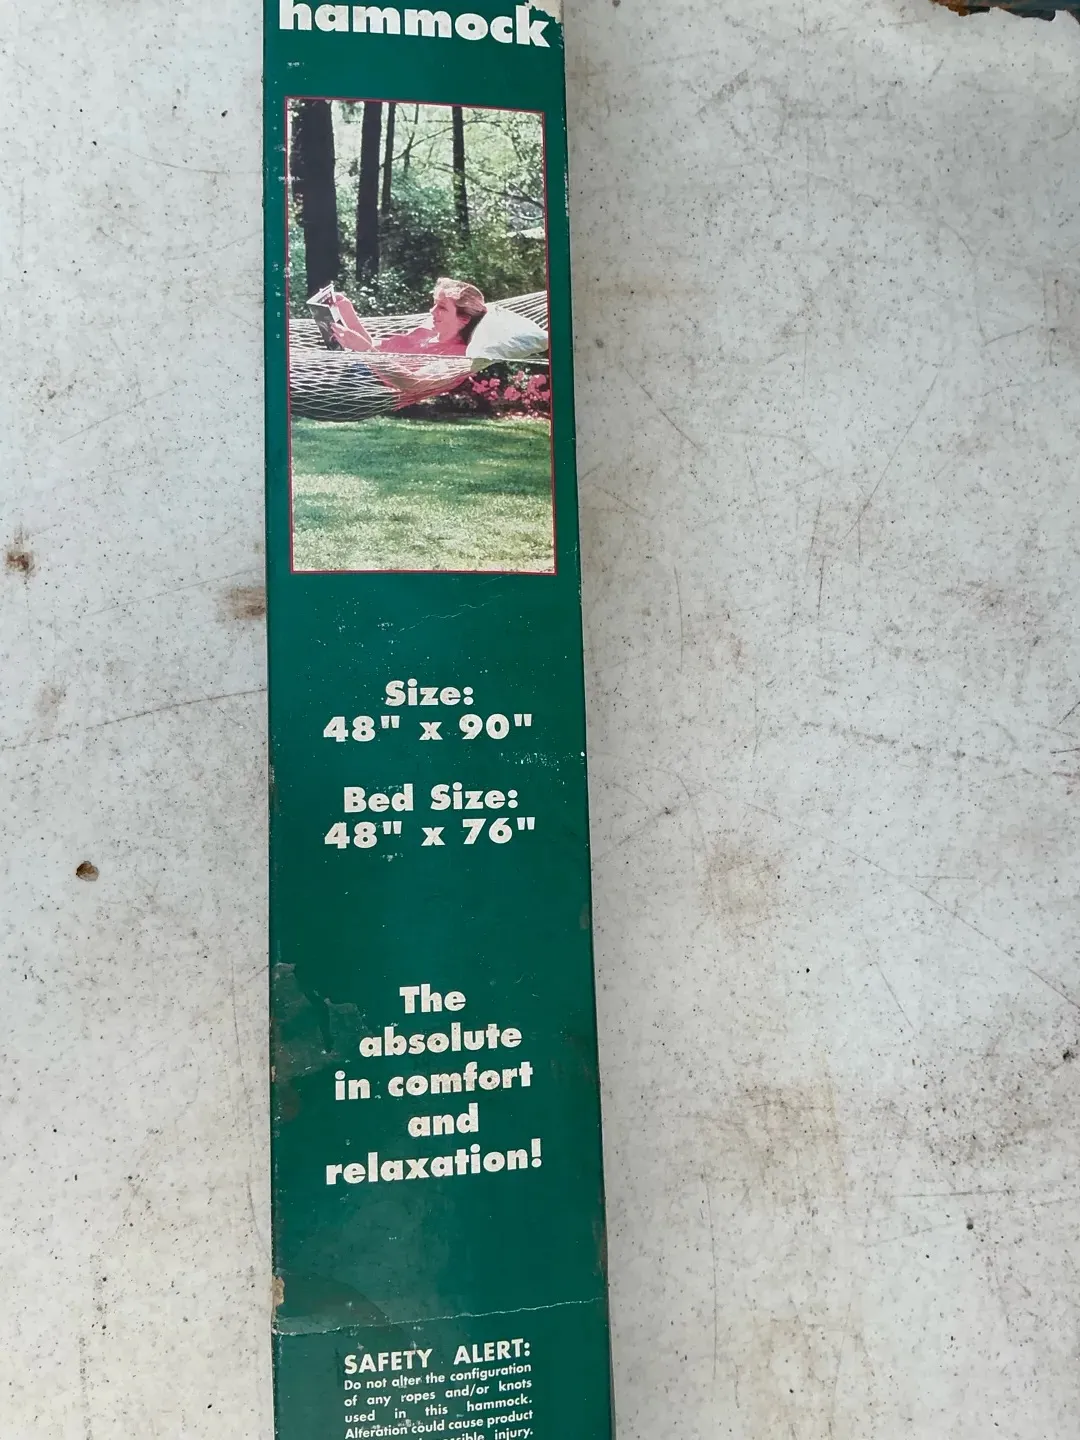 hammock
Size:
48" x 90"
Bed Size:
48" x 76"
The
absolute
in comfort
and
relaxation!
SAFETY ALERT:
Do not alter the configuration
of any ropes and/or knots
used in this hammock.
Alteration could cause product
injury.